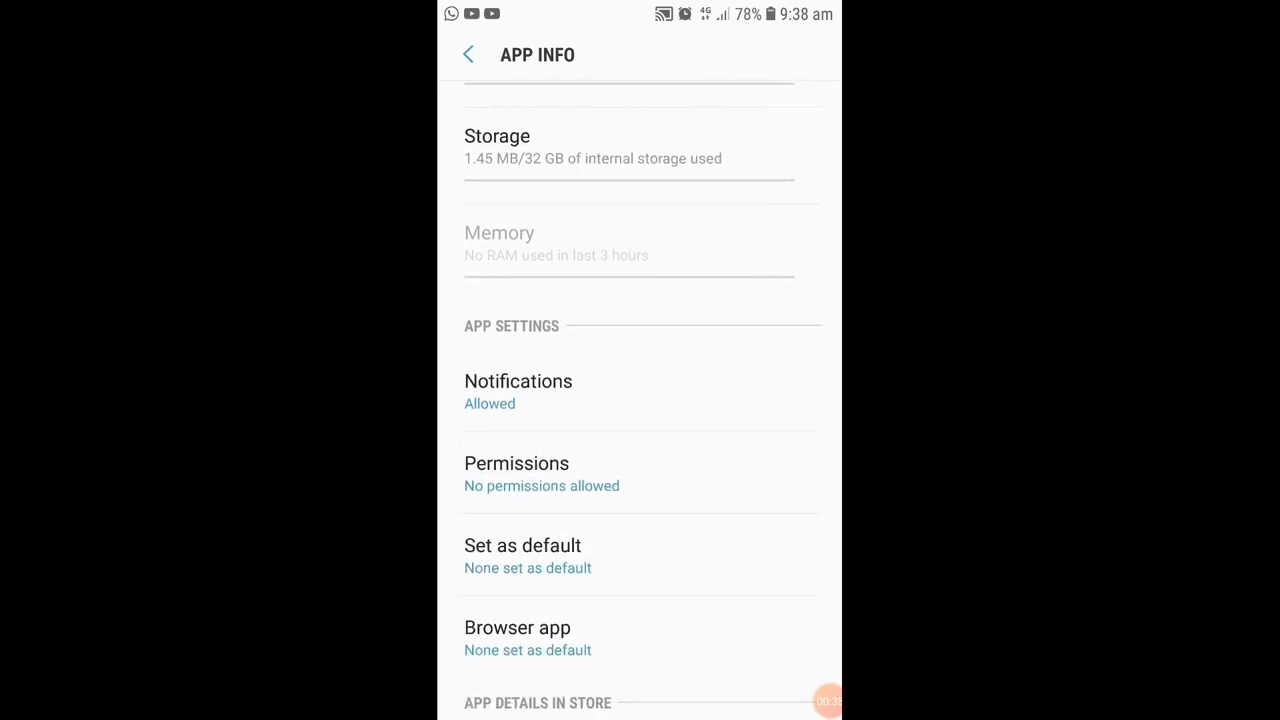 4G 78% 9:38 am
APP INFO
Storage
1.45 MB/32 GB of internal storage used
Memory
No RAM used in last 3 hours
APP SETTINGS
Notifications
Allowed
Permissions
No permissions allowed
Set as default
None set as default
Browser app
None set as default
APP DETAILS IN STORE